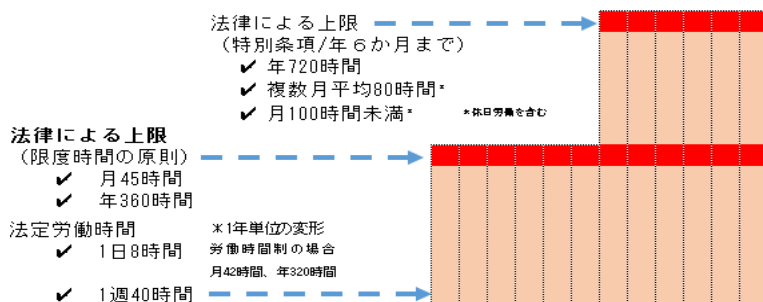 法律による上限
(特別条項/年6か月まで)
✔ 年720時間
✔ 複数月平均80時間*
✔ 月100時間未満*
*休日労働を含む
法律による上限
(限度時間の原則)
✔ 月45時間
✔ 年360時間
法定労働時間
✔ 1日8時間
✔ 1週40時間
*1年単位の変形
労働時間制の場合
月42時間、年320時間